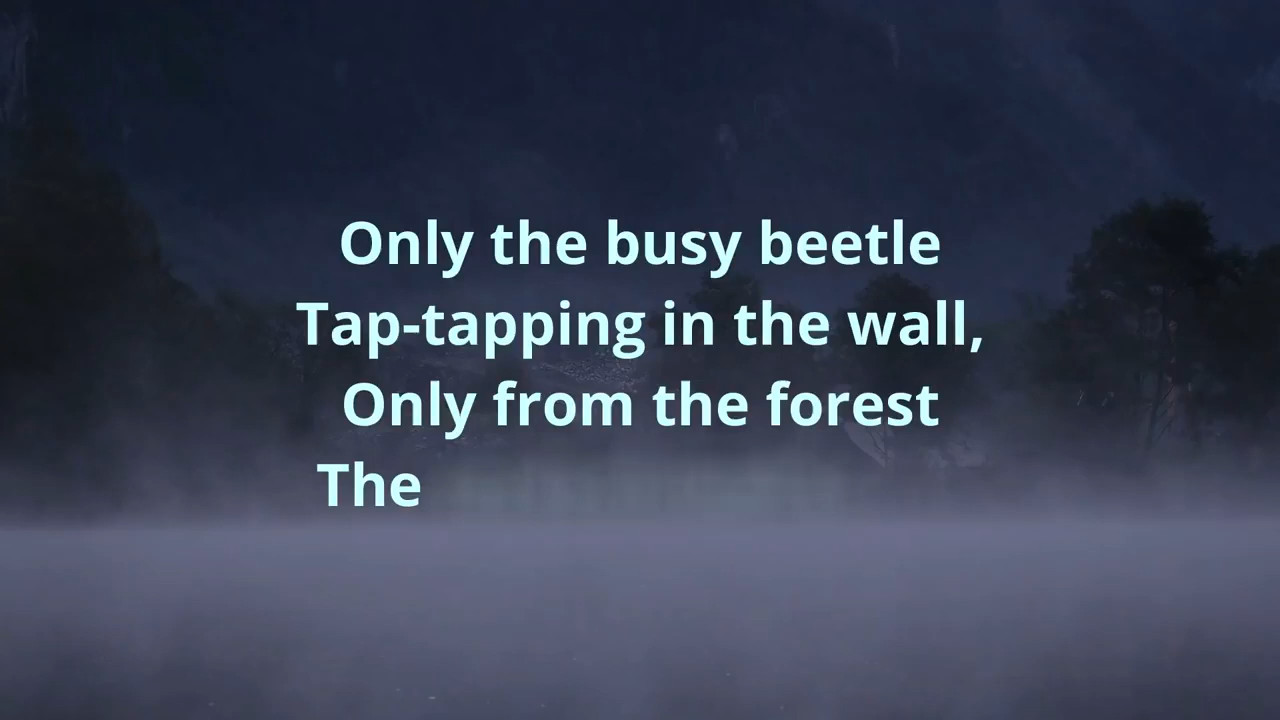 Only the busy beetle
Tap-tapping in the wall,
Only from the forest
The